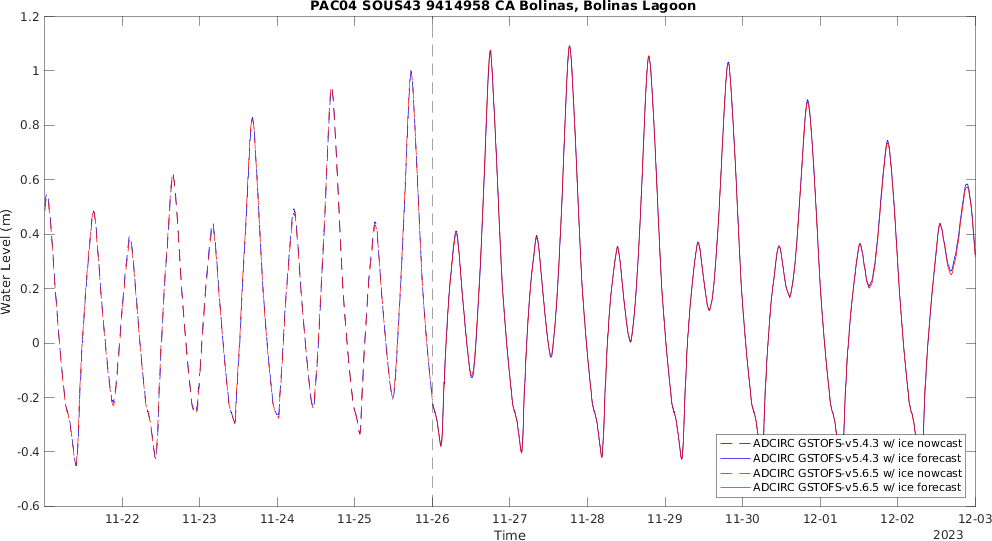 PAC04 SOUS43 9414958 CA Bolinas, Bolinas Lagoon
1.2
1
0.8
0.6
0.4
0.2
0
-0.2
-0.4
-0.6
Water Level (m)
ADCIRC GSTOFS-v5.4.3 w/ ice nowcast
ADCIRC GSTOFS-v5.4.3 w/ ice forecast
ADCIRC GSTOFS-v5.6.5 w/ ice nowcast
ADCIRC GSTOFS-v5.6.5 w/ ice forecast
11-22 11-23 11-24 11-25 11-26 11-27 11-28 11-29 11-30 12-01 12-02 12-03
Time
2023